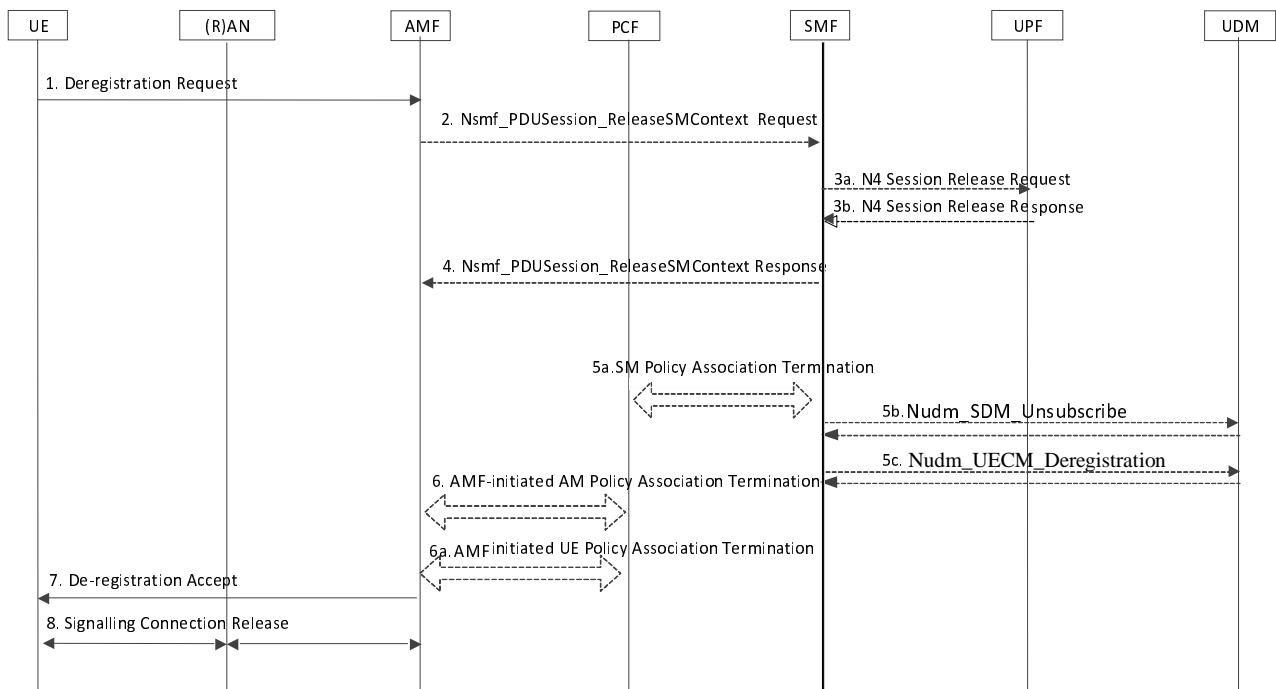 UE
(R)AN
AMF
PCF
SMF
UPF
UDM
1. Deregistration Request
2. Nsmf_PDUSession_ReleaseSMContext Request
3a. N4 Session Release Request
3b. N4 Session Release Response
4. Nsmf_PDUSession_ReleaseSMContext Response
5a.SM Policy Association Termination
5b.Nudm_SDM_Unsubscribe
5c. Nudm_UECM_Deregistration
6. AMF-initiated AM Policy Association Termination
6a.AMF initiated UE Policy Association Termination
7. De-registration Accept
8. Signalling Connection Release